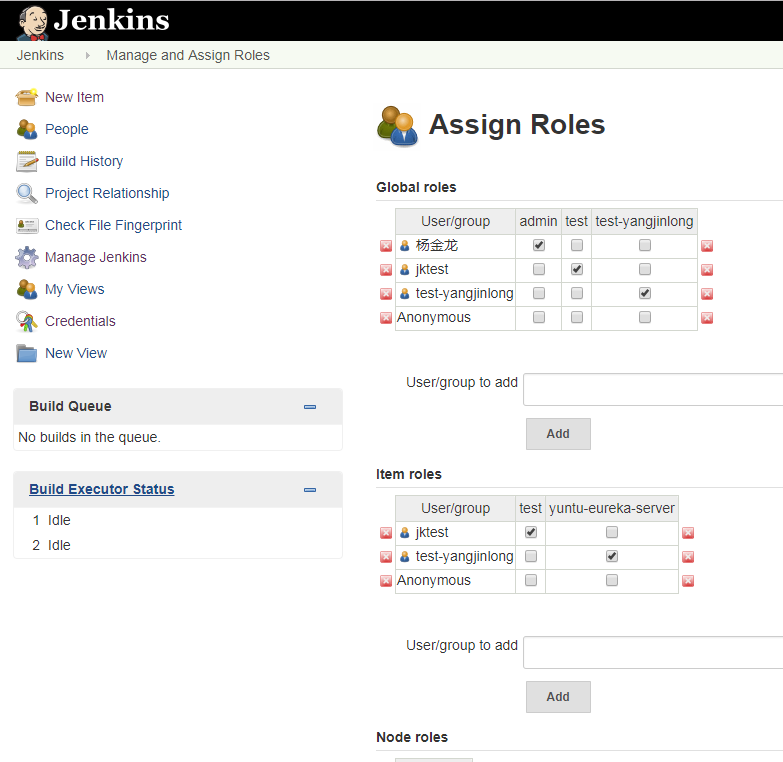 Jenkins
Jenkins Manage and Assign Roles
New Item
People
Build History
Project Relationship
Check File Fingerprint
Manage Jenkins
My Views
Credentials
New View
Build Queue
No builds in the queue.
Build Executor Status
1 Idle
2 Idle
Assign Roles
Global roles
User/group admin test test-yangjinlong
杨金龙
jktest
test-yangjinlong
Anonymous
User/group to add
Add
Item roles
User/group test yuntu-eureka-server
jktest
test-yangjinlong
Anonymous
User/group to add
Add
Node roles